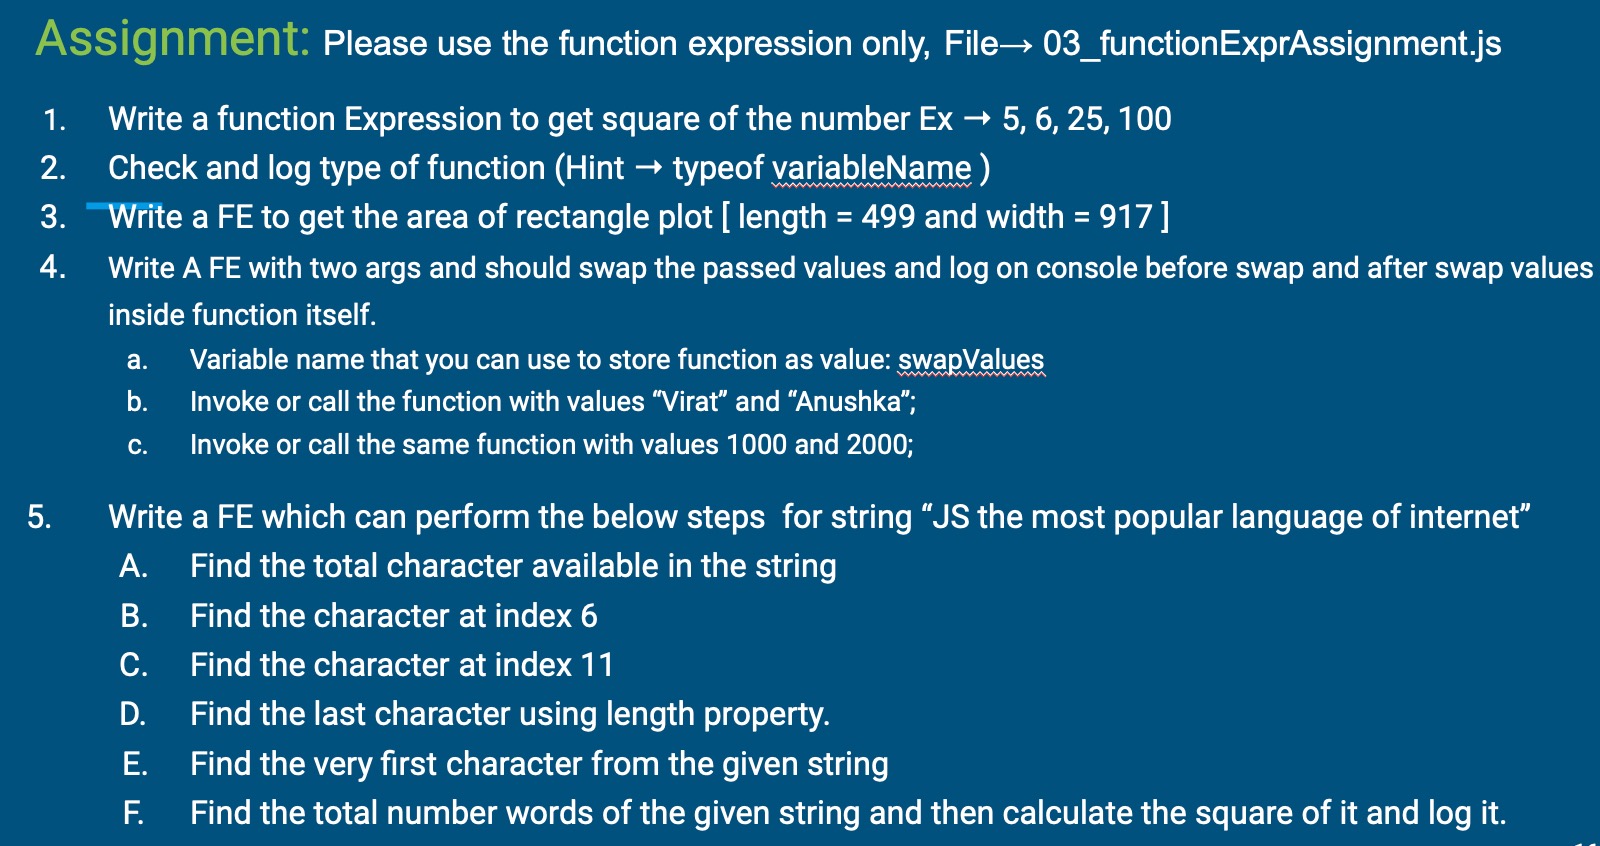 Assignment: Please use the function expression only, File→ 03_functionExprAssignment.js
1. Write a function Expression to get square of the number Ex → 5, 6, 25, 100
2. Check and log type of function (Hint → typeof variableName )
3. Write a FE to get the area of rectangle plot [ length = 499 and width = 917 ]
4. Write A FE with two args and should swap the passed values and log on console before swap and after swap values
inside function itself.
a. Variable name that you can use to store function as value: swapValues
b. Invoke or call the function with values “Virat” and “Anushka”;
c. Invoke or call the same function with values 1000 and 2000;
5. Write a FE which can perform the below steps  for string “JS the most popular language of internet”
A. Find the total character available in the string
B. Find the character at index 6
C. Find the character at index 11
D. Find the last character using length property.
E. Find the very first character from the given string
F. Find the total number words of the given string and then calculate the square of it and log it.